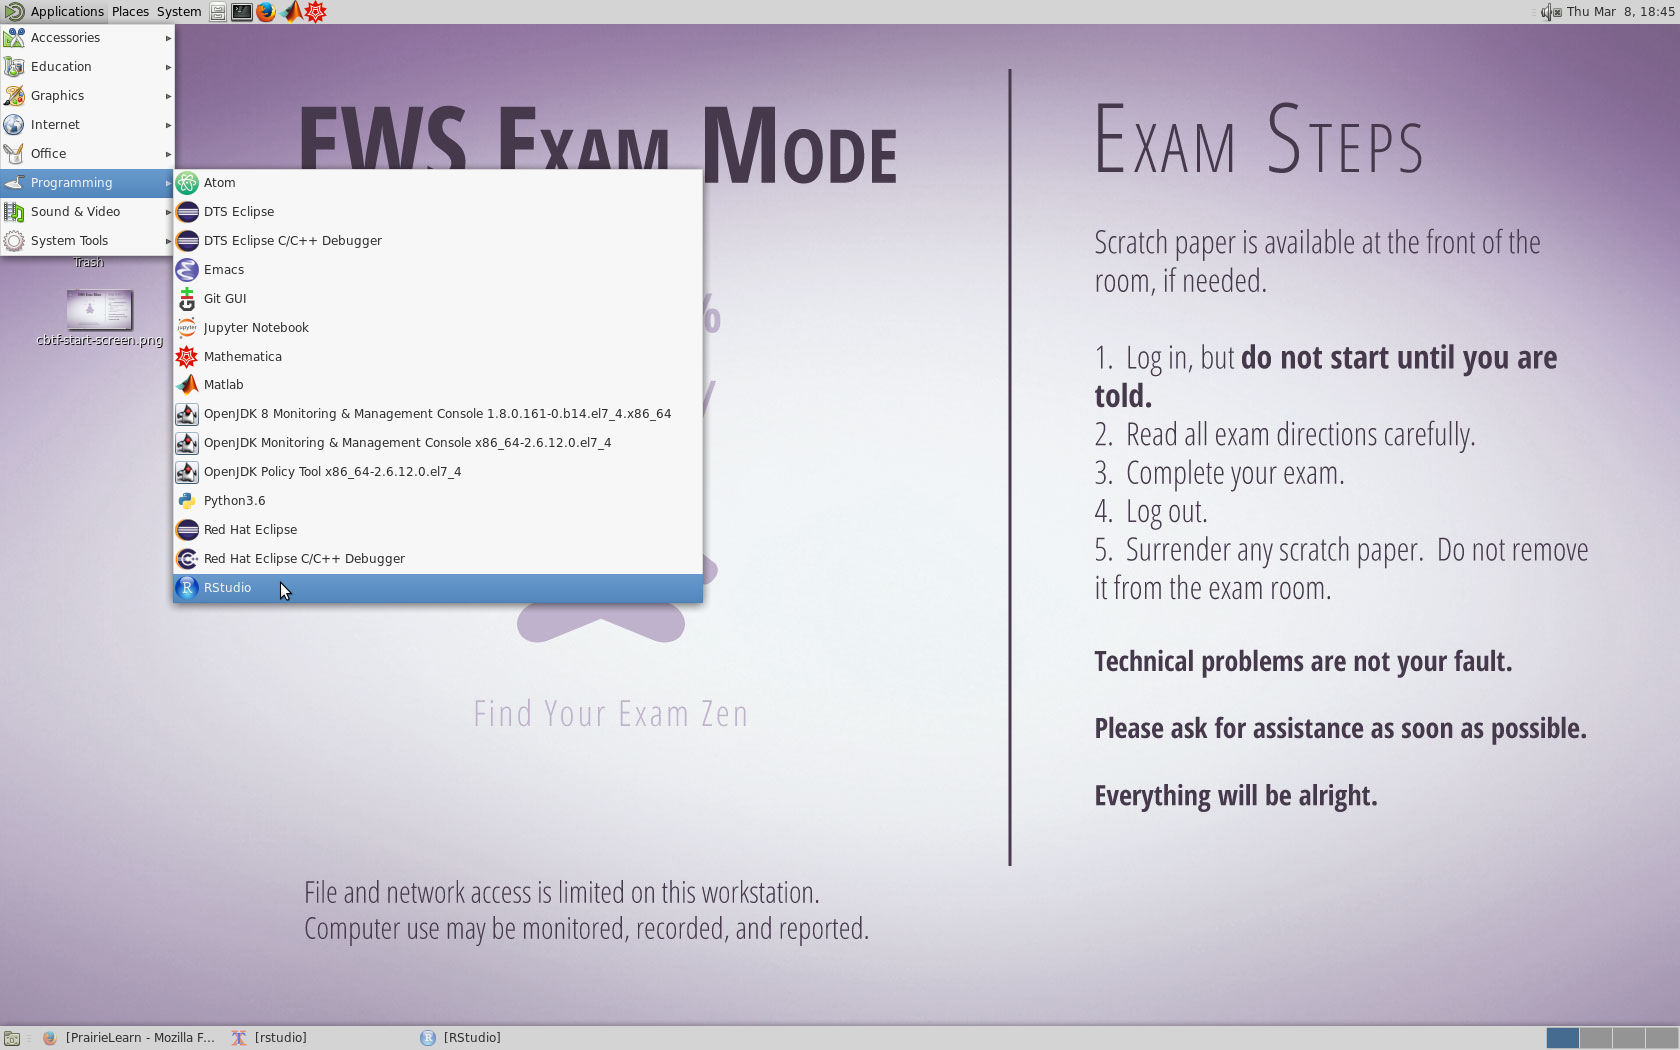 Applications Places System
Thu Mar 8, 18:45
Accessories
Education
Graphics
Internet
Office
Programming
Sound & Video
System Tools
Trash
cbtf-start-screen.png
Atom
DTS Eclipse
DTS Eclipse C/C++ Debugger
Emacs
Git GUI
Jupyter Notebook
Mathematica
Matlab
OpenJDK 8 Monitoring & Management Console 1.8.0.161-0.b14.el7_4.x86_64
OpenJDK Monitoring & Management Console x86_64-2.6.12.0.el7_4
OpenJDK Policy Tool x86_64-2.6.12.0.el7_4
Python3.6
Red Hat Eclipse
Red Hat Eclipse C/C++ Debugger
RStudio
EWS Exam Mode
%
Find Your Exam Zen
File and network access is limited on this workstation.
Computer use may be monitored, recorded, and reported.
Exam Steps
Scratch paper is available at the front of the
room, if needed.
1. Log in, but do not start until you are
told.
2. Read all exam directions carefully.
3. Complete your exam.
4. Log out.
5. Surrender any scratch paper. Do not remove
it from the exam room.
Technical problems are not your fault.
Please ask for assistance as soon as possible.
Everything will be alright.
[PrairieLearn - Mozilla F...
[rstudio]
[RStudio]